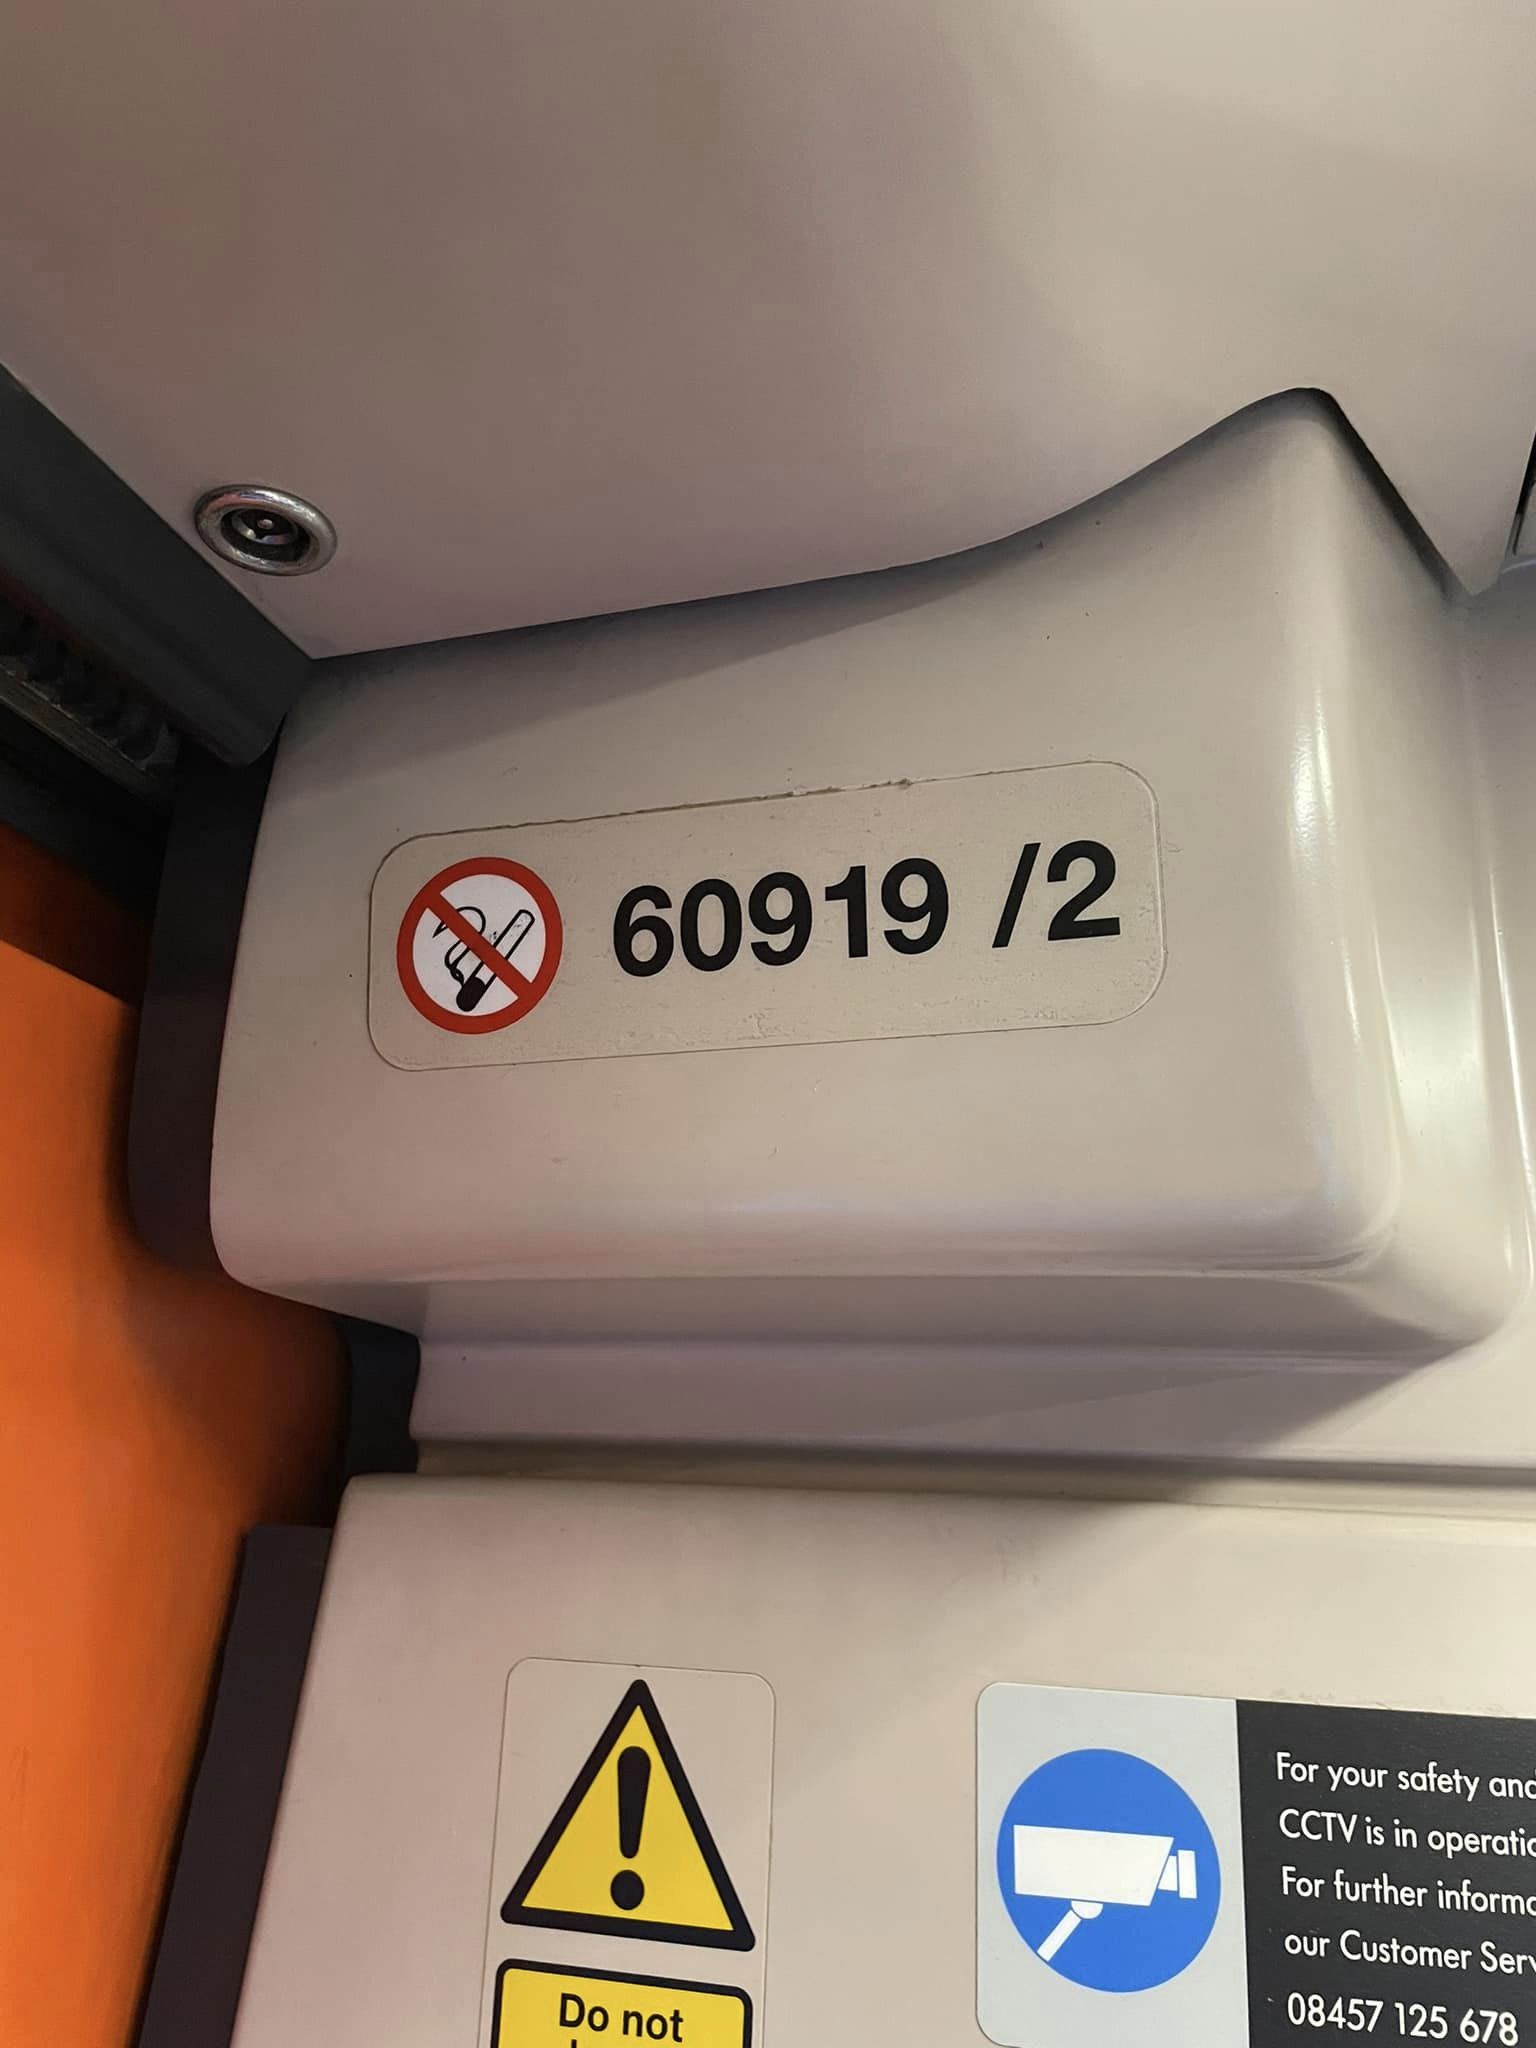 60919 /2
Do not
For your safety and
CCTV is in operatio
For further informa
our Customer Serv
08457 125 678